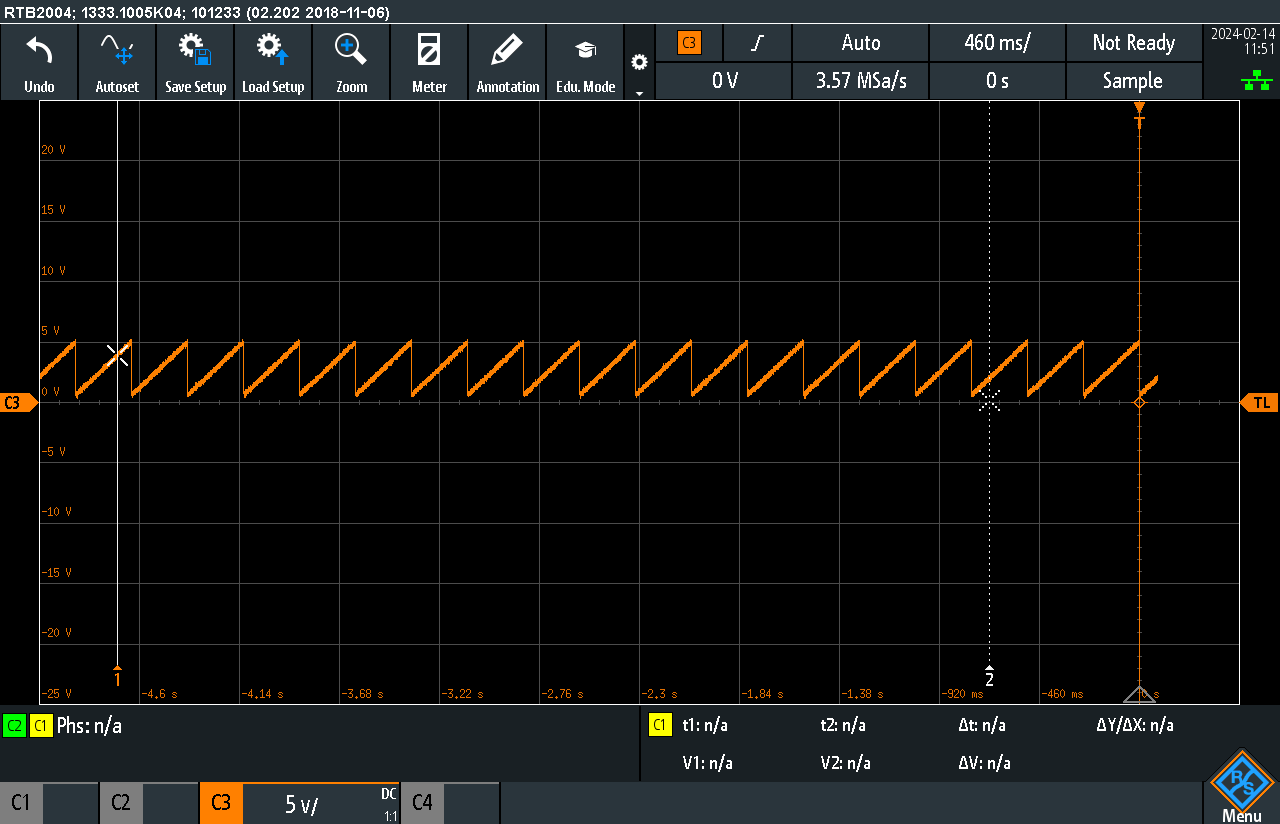 RTB2004; 1333.1005K04; 101233 (02.202 2018-11-06)
Undo
Autoset
Save Setup
Load Setup
Zoom
Meter
Annotation
Edu. Mode
C3
Auto
460 ms/
Not Ready
0 V
3.57 MSa/s
0 s
Sample
2024-02-14
11:51
T
20 V
15 V
10 V
5 V
0 V
-5 V
-10 V
-15 V
-20 V
-25 V
C3
TL
1
2
-4.6 s
-4.14 s
-3.68 s
-3.22 s
-2.76 s
-2.3 s
-1.84 s
-1.38 s
-920 ms
-460 ms
0 s
C2 C1 Phs: n/a
C1 t1: n/a t2: n/a Δt: n/a ΔY/ΔX: n/a
V1: n/a V2: n/a ΔV: n/a
C1
C2
C3 5 V/ DC
1:1
C4
R S
Menu